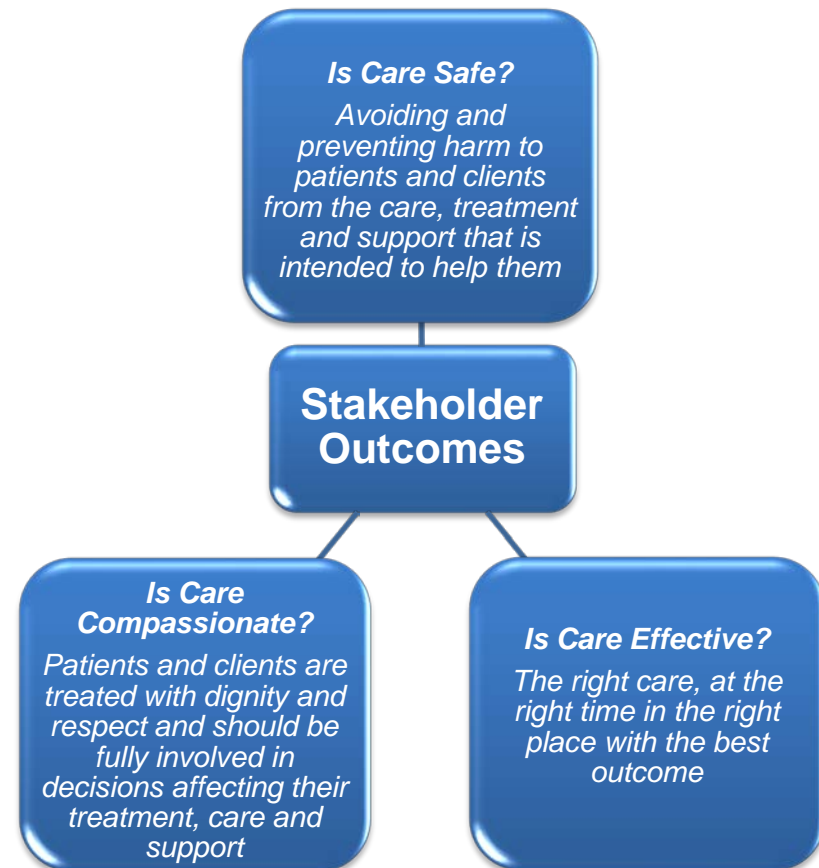 Is Care Safe?
Avoiding and
preventing harm to
patients and clients
from the care, treatment
and support that is
intended to help them
Stakeholder
Outcomes
Is Care
Compassionate?
Patients and clients are
treated with dignity and
respect and should be
fully involved in
decisions affecting their
treatment, care and
support
Is Care Effective?
The right care, at the
right time in the right
place with the best
outcome